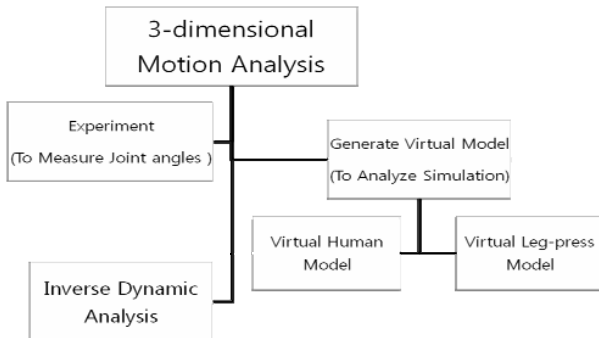 3-dimensional
Motion Analysis
Experiment
(To Measure Joint angles )
Generate Virtual Model
(To Analyze Simulation)
Virtual Human
Model
Virtual Leg-press
Model
Inverse Dynamic
Analysis